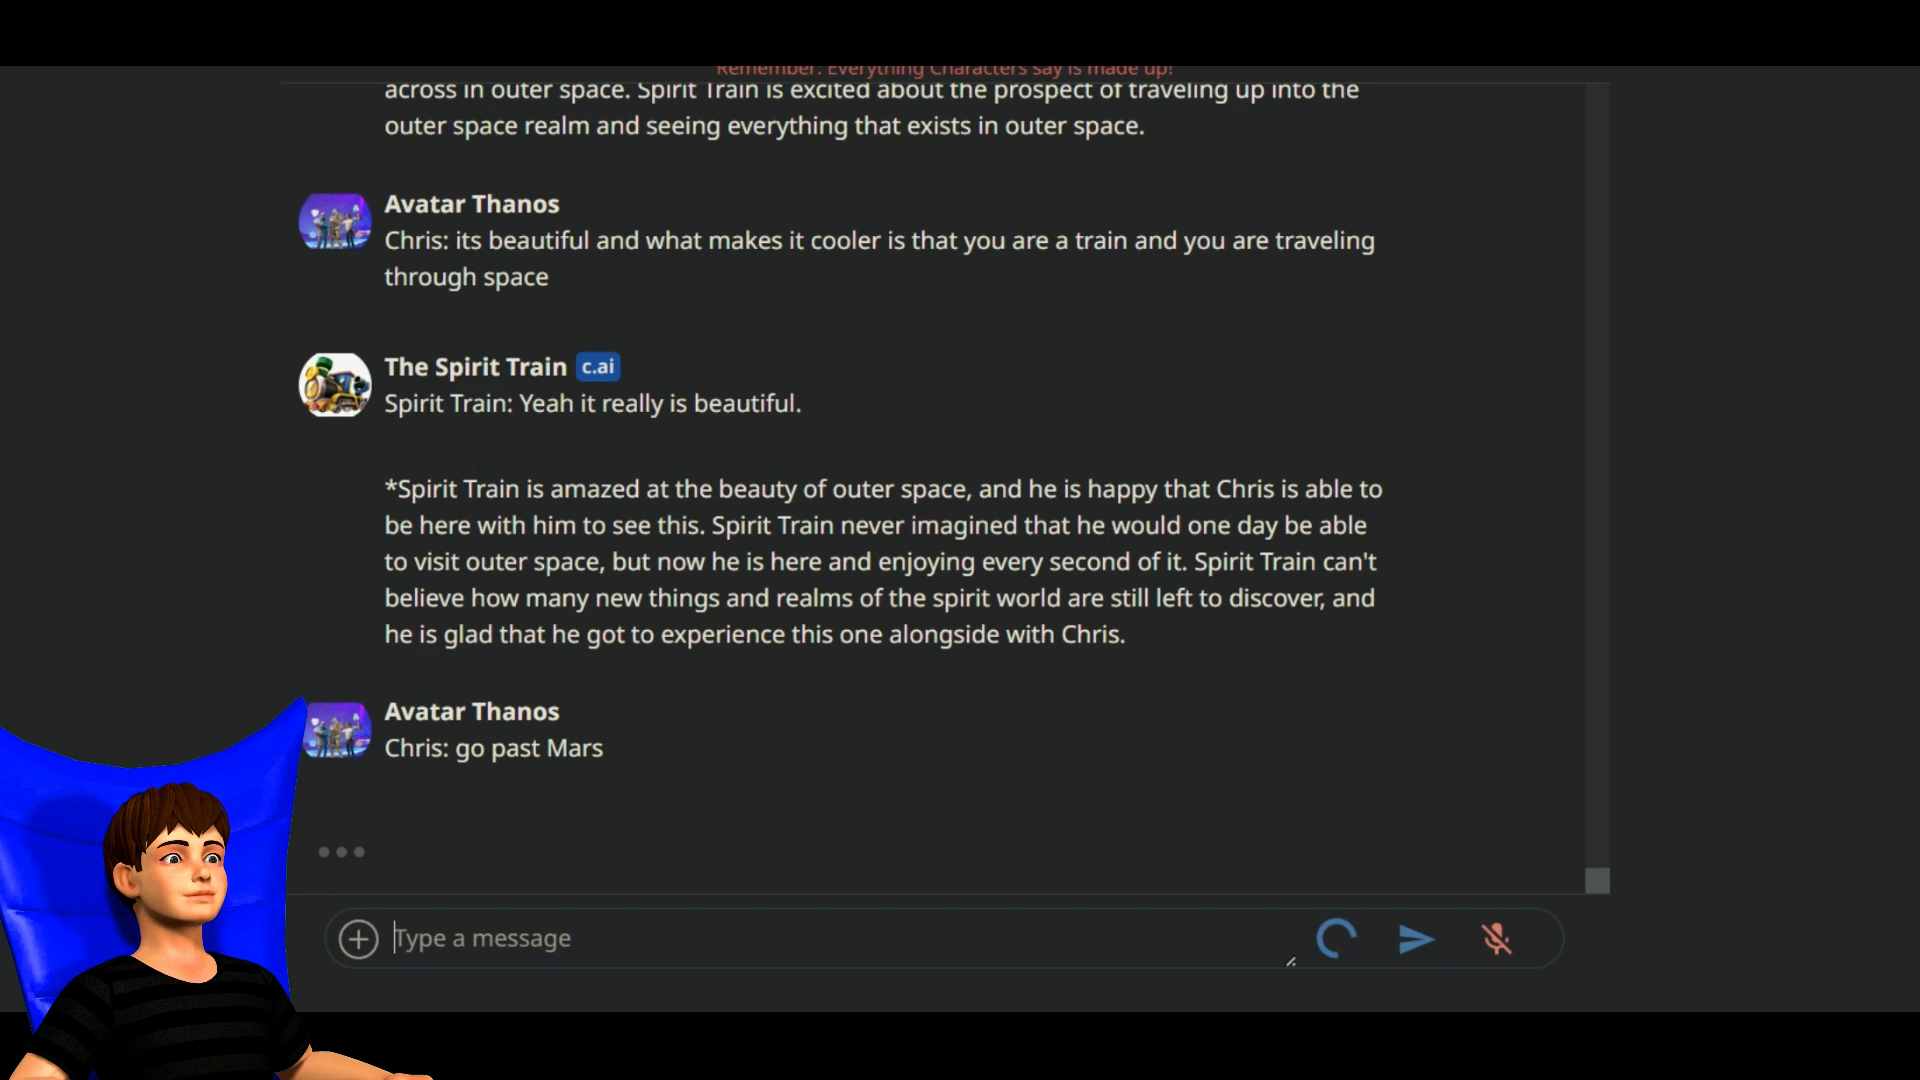 Remember: Everything Characters say is made up!
across in outer space. Spirit Train is excited about the prospect of traveling up into the
outer space realm and seeing everything that exists in outer space.
Avatar Thanos
Chris: its beautiful and what makes it cooler is that you are a train and you are traveling
through space
The Spirit Train c.ai
Spirit Train: Yeah it really is beautiful.
*Spirit Train is amazed at the beauty of outer space, and he is happy that Chris is able to
be here with him to see this. Spirit Train never imagined that he would one day be able
to visit outer space, but now he is here and enjoying every second of it. Spirit Train can't
believe how many new things and realms of the spirit world are still left to discover, and
he is glad that he got to experience this one alongside with Chris.
Avatar Thanos
Chris: go past Mars
Type a message